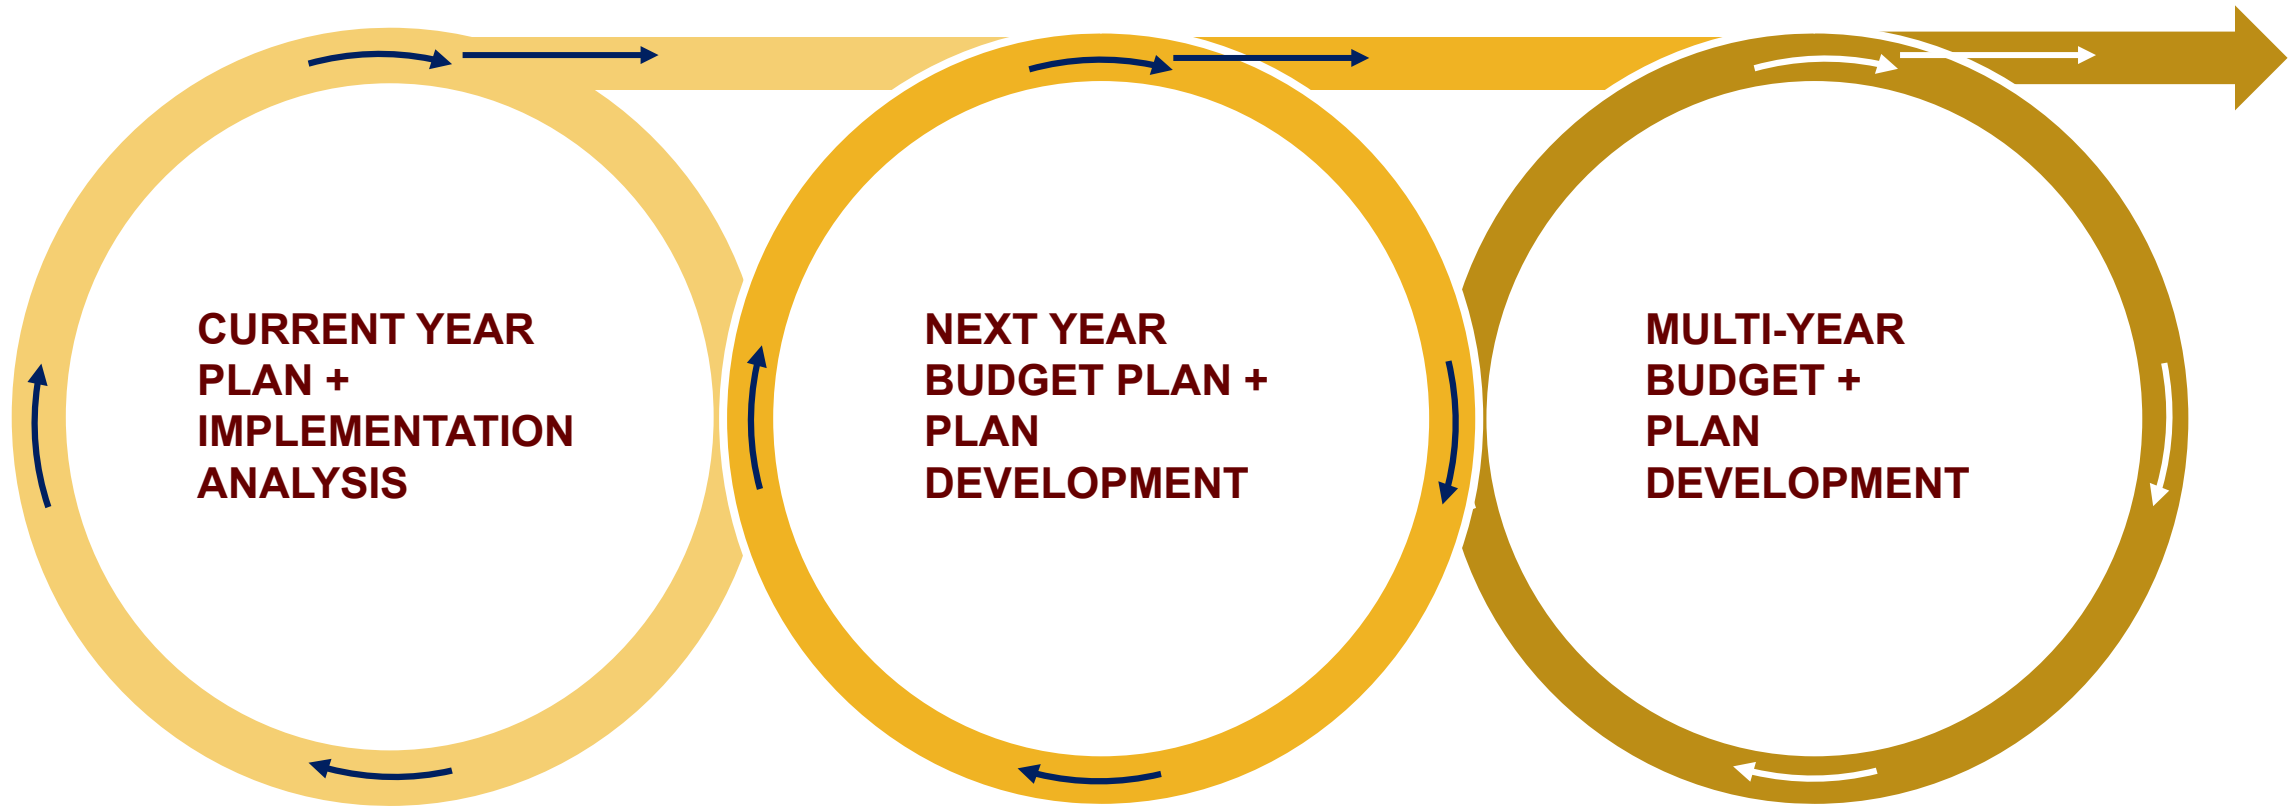 CURRENT YEAR
PLAN +
IMPLEMENTATION
ANALYSIS
NEXT YEAR
BUDGET PLAN +
PLAN
DEVELOPMENT
MULTI-YEAR
BUDGET +
PLAN
DEVELOPMENT